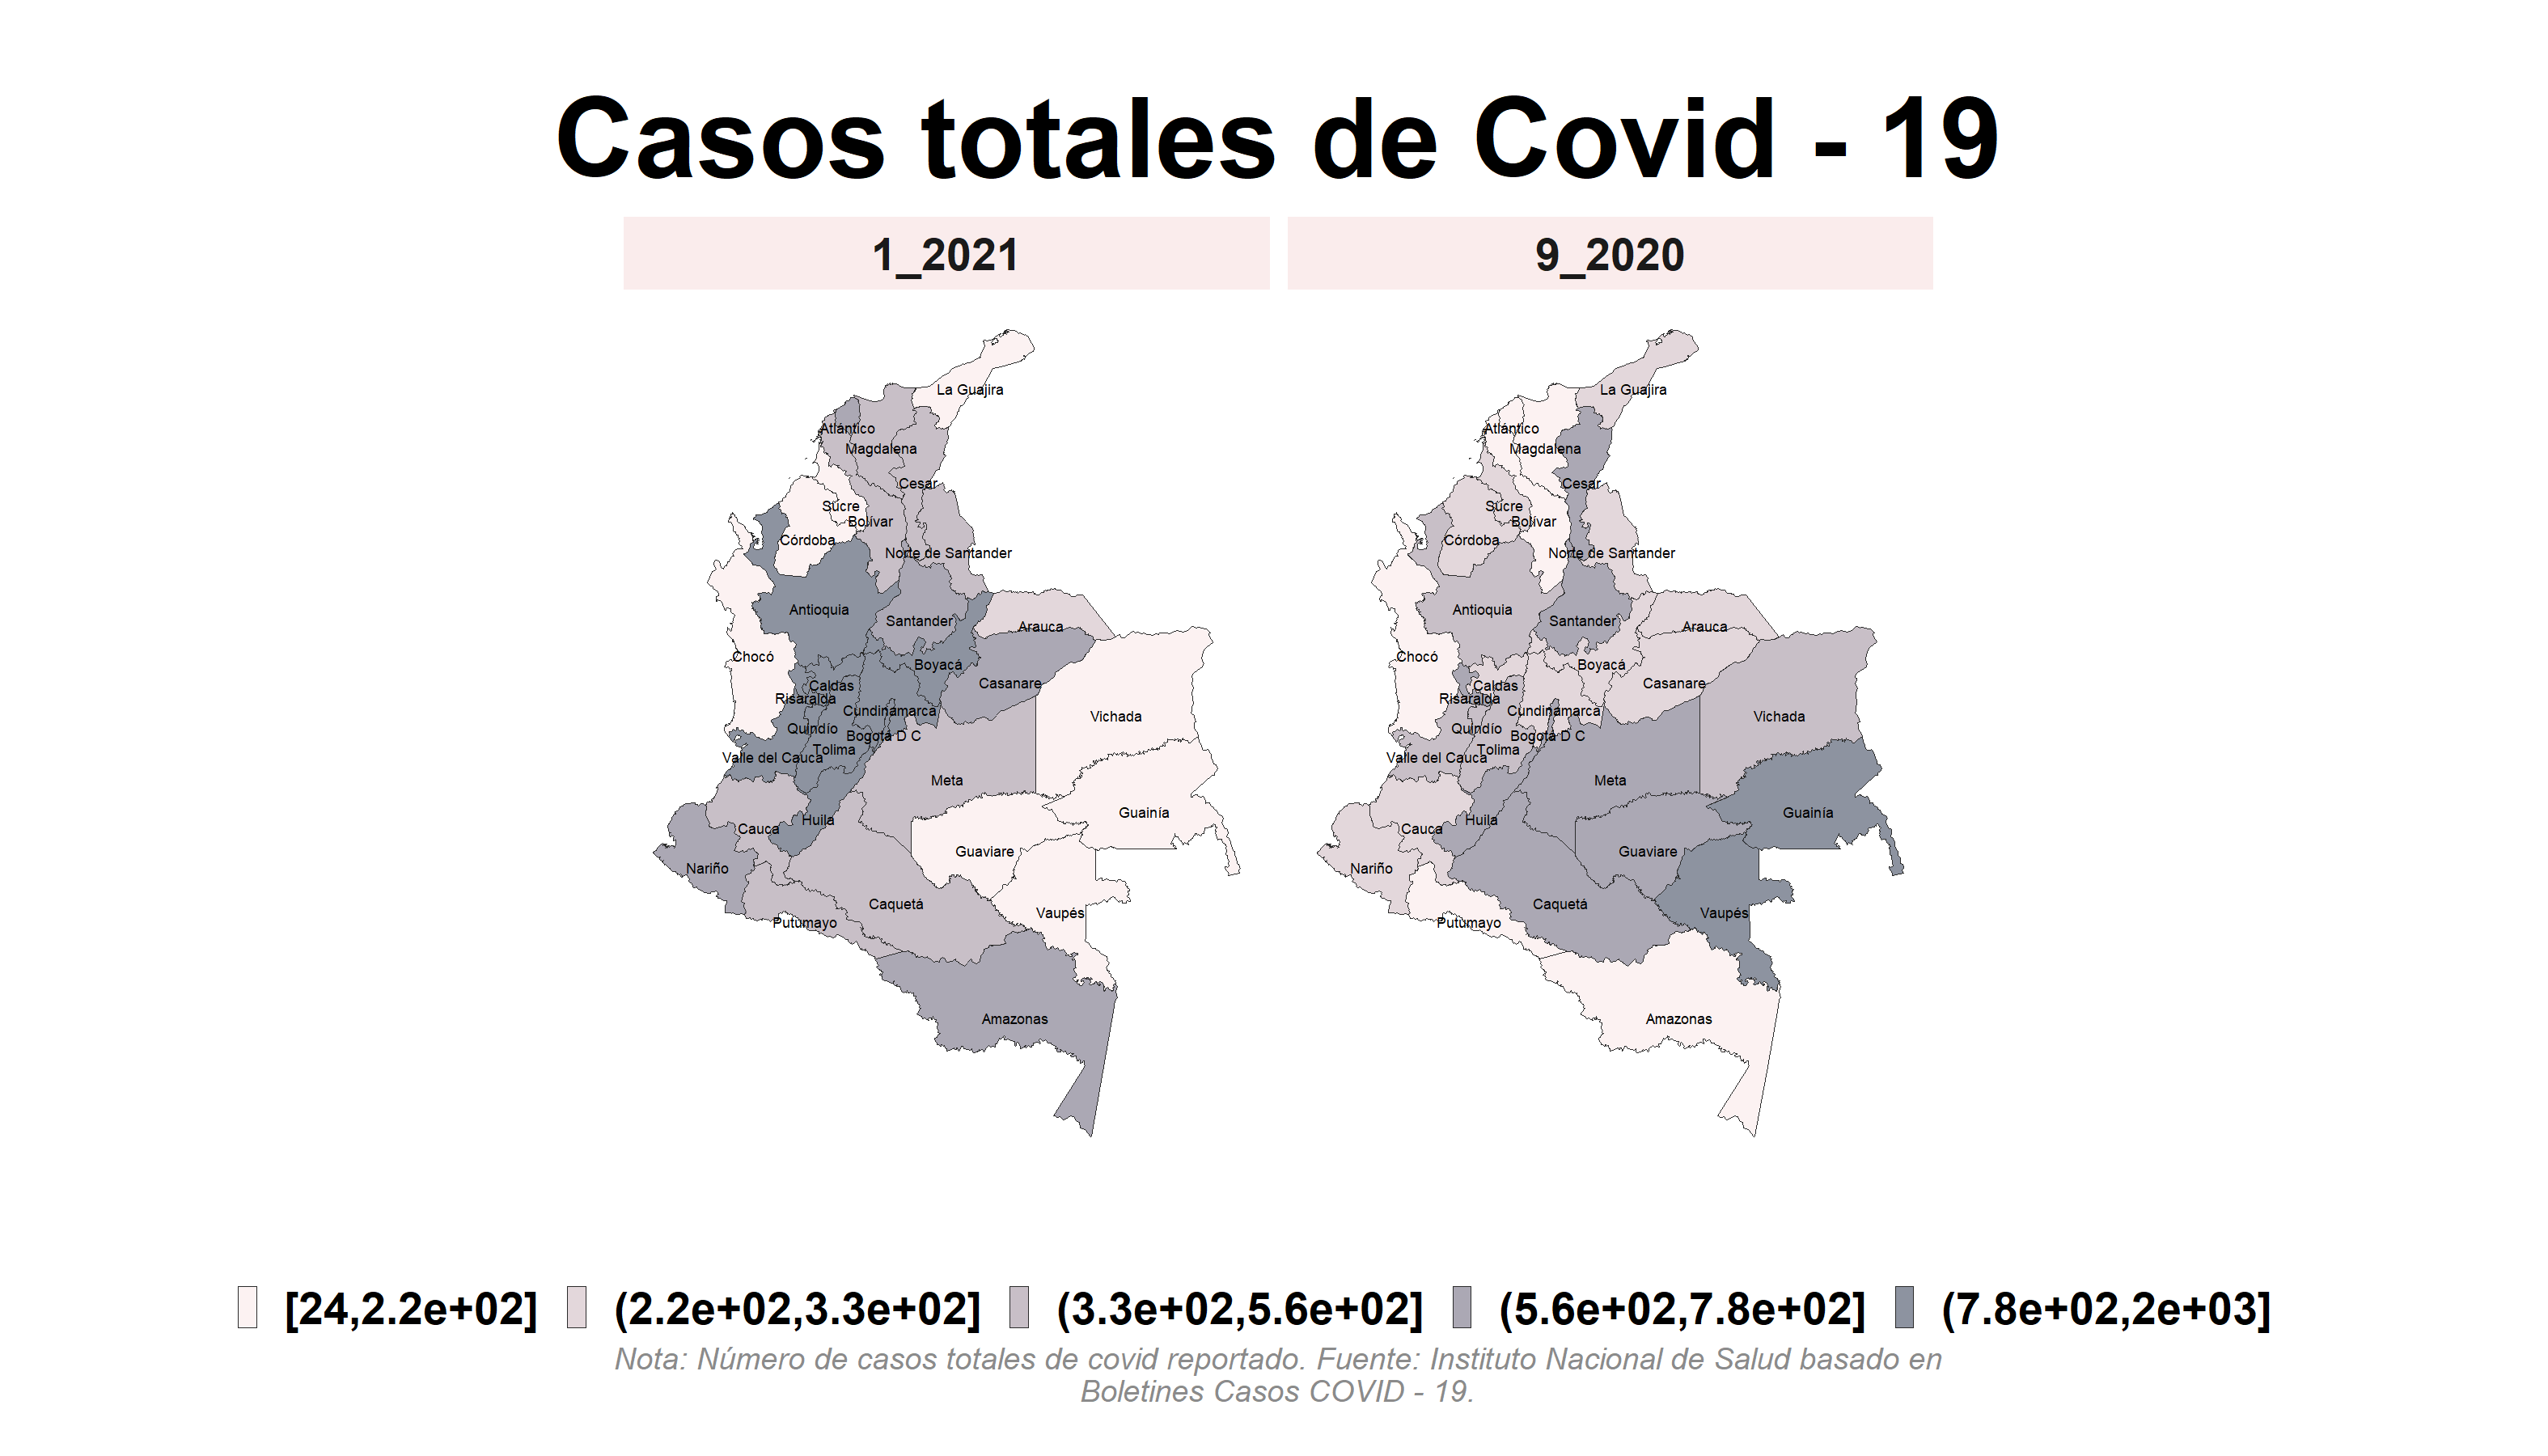 Casos totales de Covid - 19
1_2021
9_2020
La Guajira
Atlántico
Magdalena
Cesar
Sucre
Bolívar
Córdoba
Norte de Santander
Antioquia
Santander
Arauca
Chocó
Boyacá
Casanare
Caldas
Risaralda
Cundinamarca
Vichada
Quindío
Bogotá D C
Tolima
Valle del Cauca
Meta
Guainía
Huila
Cauca
Guaviare
Nariño
Caquetá
Vaupés
Putumayo
Amazonas
La Guajira
Atlántico
Magdalena
Cesar
Sucre
Bolívar
Córdoba
Norte de Santander
Antioquia
Santander
Arauca
Chocó
Boyacá
Casanare
Caldas
Risaralda
Cundinamarca
Vichada
Quindío
Bogotá D C
Tolima
Valle del Cauca
Meta
Guainía
Huila
Cauca
Guaviare
Nariño
Caquetá
Vaupés
Putumayo
Amazonas
[24,2.2e+02] (2.2e+02,3.3e+02] (3.3e+02,5.6e+02] (5.6e+02,7.8e+02] (7.8e+02,2e+03]
Nota: Número de casos totales de covid reportado. Fuente: Instituto Nacional de Salud basado en
Boletines Casos COVID - 19.